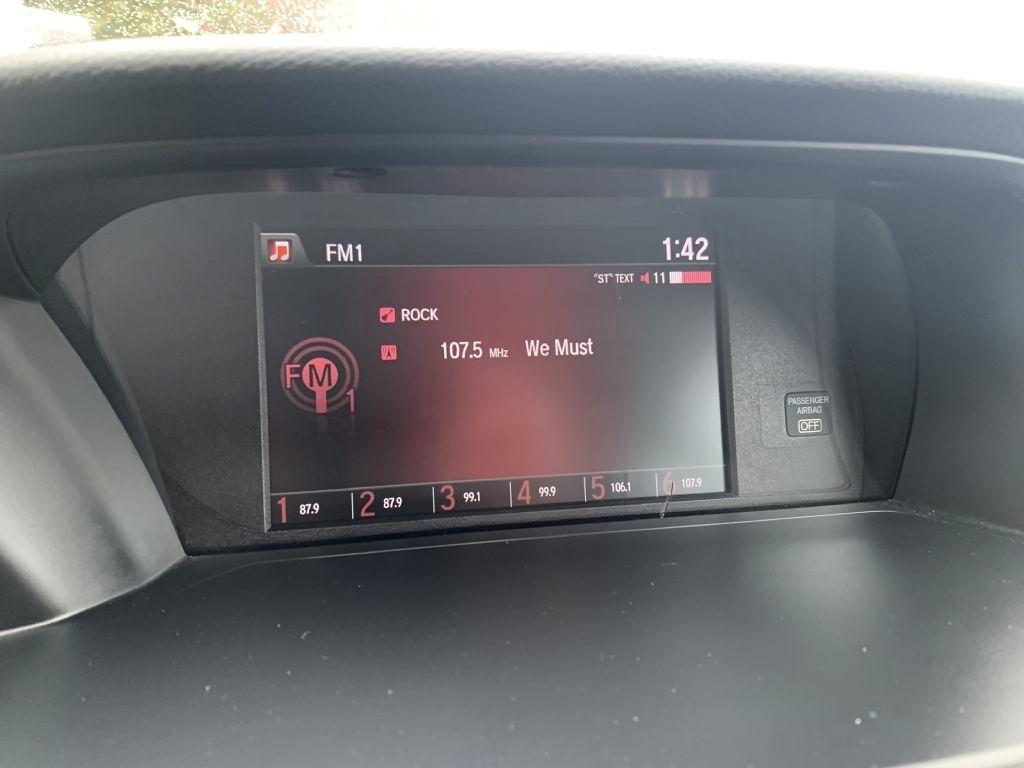 FM1 1:42
"ST" TEXT 11
ROCK
FM 1
107.5 MHz We Must
1 87.9 2 87.9 3 99.1 4 99.9 5 106.1 6 107.9
PASSENGER
AIRBAG
OFF